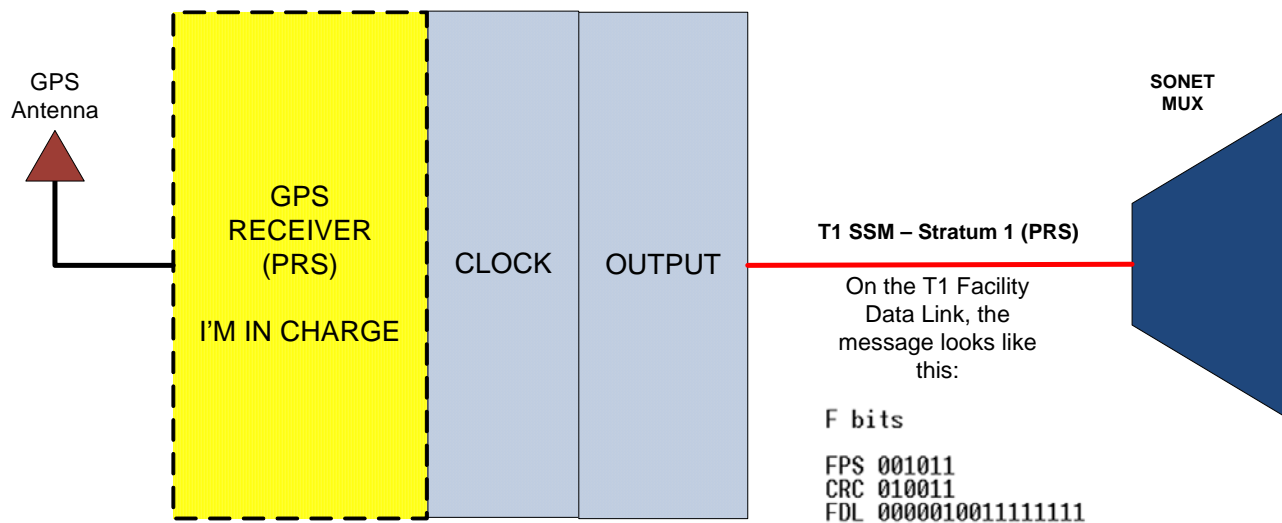 GPS
Antenna
GPS
RECEIVER
(PRS)
I'M IN CHARGE
CLOCK
OUTPUT
T1 SSM – Stratum 1 (PRS)
On the T1 Facility
Data Link, the
message looks like
this:
F bits
FPS 001011
CRC 010011
FDL 0000010011111111
SONET
MUX